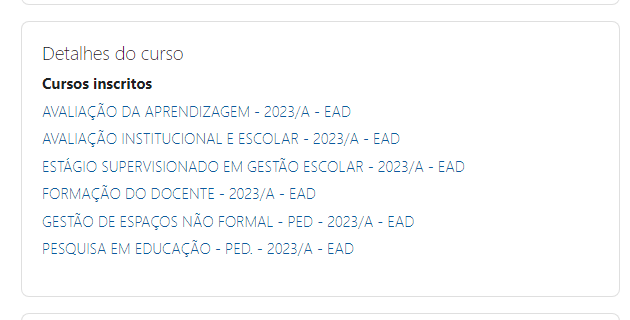 Detalhes do curso
Cursos inscritos
AVALIAÇÃO DA APRENDIZAGEM - 2023/A - EAD
AVALIAÇÃO INSTITUCIONAL E ESCOLAR - 2023/A - EAD
ESTÁGIO SUPERVISIONADO EM GESTÃO ESCOLAR - 2023/A - EAD
FORMAÇÃO DO DOCENTE - 2023/A - EAD
GESTÃO DE ESPAÇOS NÃO FORMAL - PED - 2023/A - EAD
PESQUISA EM EDUCAÇÃO - PED. - 2023/A - EAD